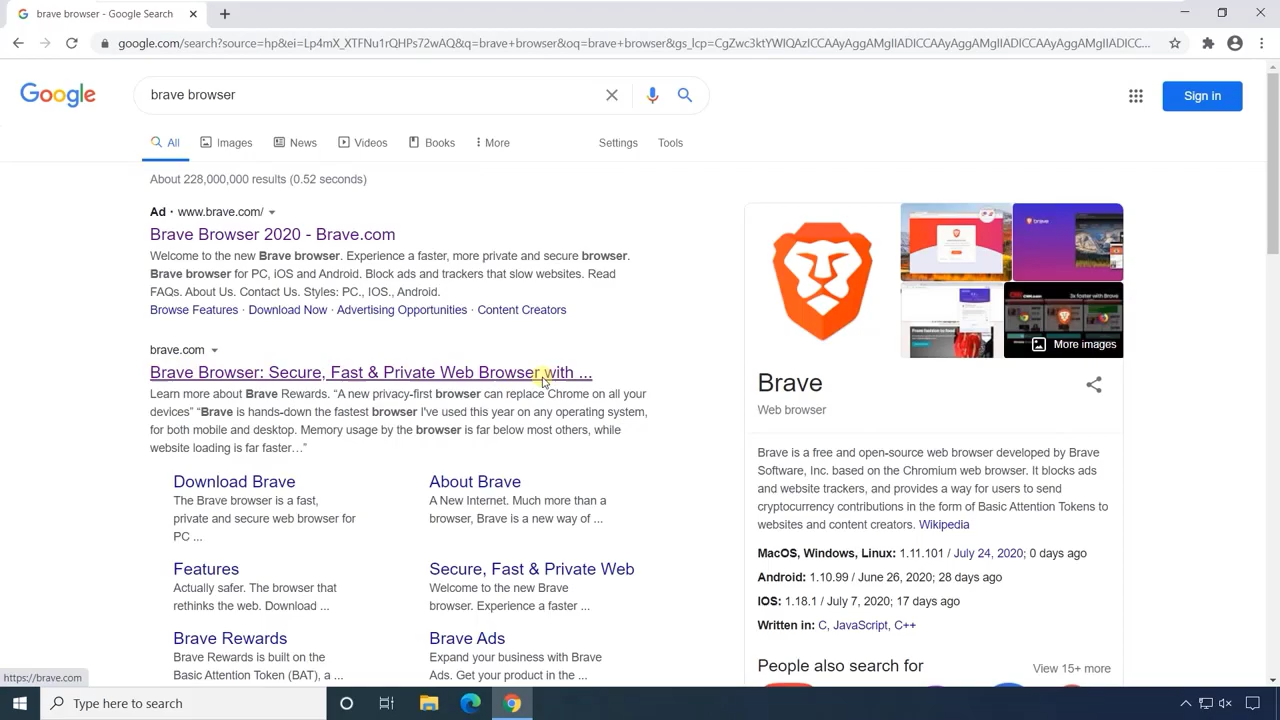 brave browser - Google Search
google.com/search?source=hp&ei=Lp4mX_XTFNu1rQHPs72wAQ&q=brave+browser&oq=brave+browser&gs_lcp=CgZwc3ktYWIQAzICCAAyAggAMgIIADICCAAyAggAMgIIADICCAAyAggAMgIIADICC...
Google
brave browser
Sign in
All
Images
News
Videos
Books
More
Settings
Tools
About 228,000,000 results (0.52 seconds)
Ad · www.brave.com/
Brave Browser 2020 - Brave.com
Welcome to the new Brave browser. Experience a faster, more private and secure browser.
Brave browser for PC, iOS and Android. Block ads and trackers that slow websites. Read
FAQs. About Us. Contact Us. Styles: PC., IOS., Android.
Browse Features · Download Now · Advertising Opportunities · Content Creators
brave.com
Brave Browser: Secure, Fast & Private Web Browser with ...
Learn more about Brave Rewards. “A new privacy-first browser can replace Chrome on all your
devices” “Brave is hands-down the fastest browser I've used this year on any operating system,
for both mobile and desktop. Memory usage by the browser is far below most others, while
website loading is far faster…”
Download Brave
The Brave browser is a fast,
private and secure web browser for
PC ...
About Brave
A New Internet. Much more than a
browser, Brave is a new way of ...
Features
Actually safer. The browser that
rethinks the web. Download ...
Secure, Fast & Private Web
Welcome to the new Brave
browser. Experience a faster ...
Brave Rewards
Brave Rewards is built on the
Basic Attention Token (BAT), a ...
Brave Ads
Expand your business with Brave
Ads. Get your product in the ...
brave
More images
Brave
Web browser
Brave is a free and open-source web browser developed by Brave
Software, Inc. based on the Chromium web browser. It blocks ads
and website trackers, and provides a way for users to send
cryptocurrency contributions in the form of Basic Attention Tokens to
websites and content creators. Wikipedia
MacOS, Windows, Linux: 1.11.101 / July 24, 2020; 0 days ago
Android: 1.10.99 / June 26, 2020; 28 days ago
IOS: 1.18.1 / July 7, 2020; 17 days ago
Written in: C, JavaScript, C++
People also search for
View 15+ more
https://brave.com
Type here to search